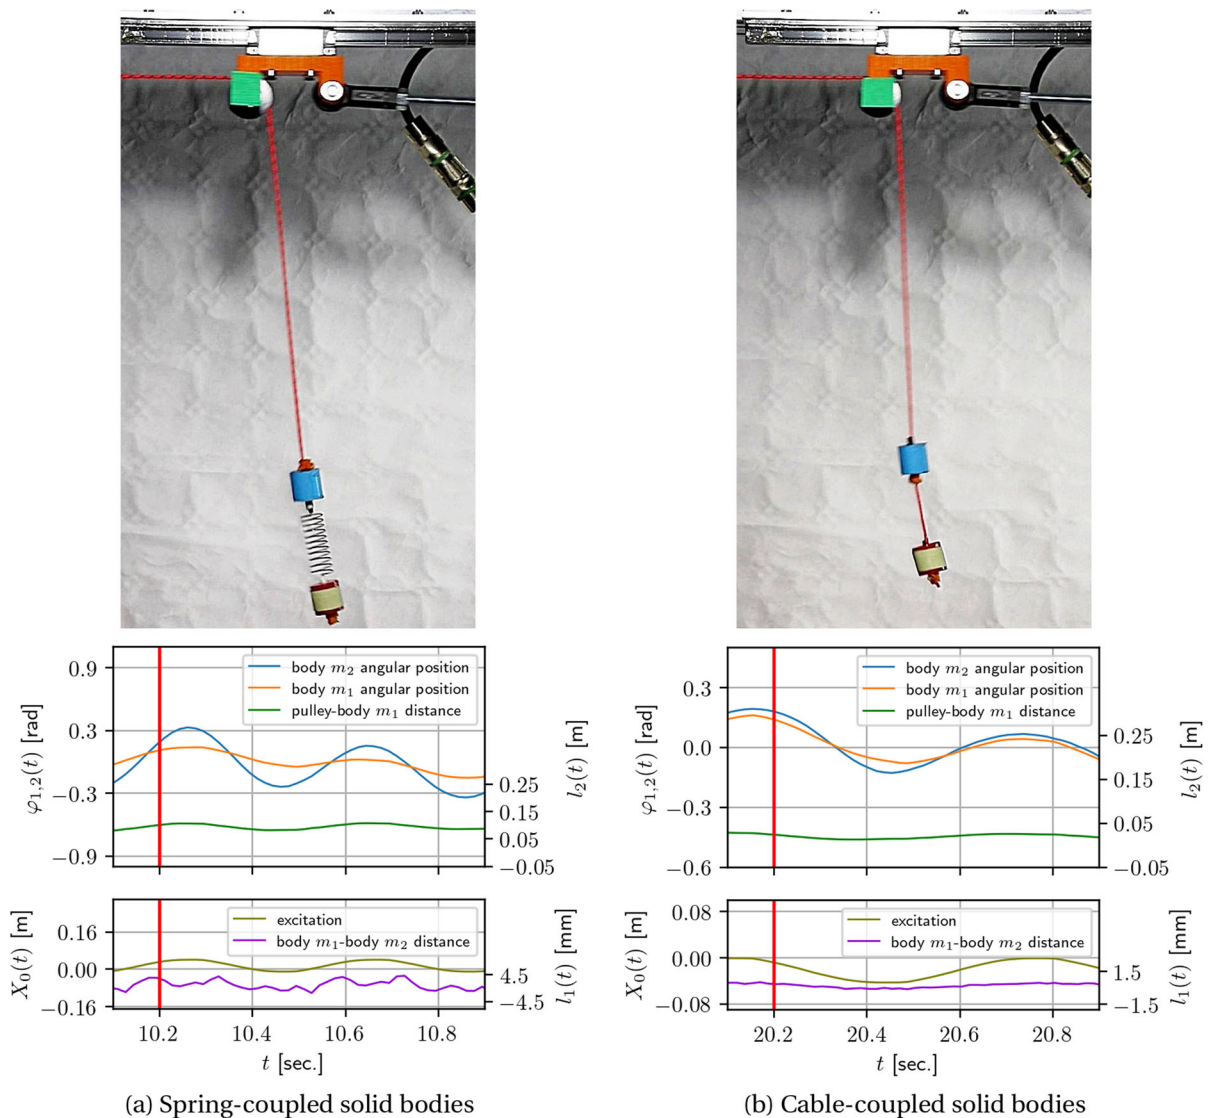 body m₂ angular position
body m₁ angular position
pulley-body m₁ distance
φ₁,₂(t) [rad]
0.9
0.3
−0.3
−0.9
l₂(t) [m]
0.25
0.15
0.05
−0.05
excitation
body m₁-body m₂ distance
X₀(t) [m]
0.16
0.00
−0.16
l₁(t) [mm]
4.5
−4.5
10.2 10.4 10.6 10.8
t [sec.]
(a) Spring-coupled solid bodies
body m₂ angular position
body m₁ angular position
pulley-body m₁ distance
φ₁,₂(t) [rad]
0.3
0.0
−0.3
−0.6
l₂(t) [m]
0.25
0.15
0.05
−0.05
excitation
body m₁-body m₂ distance
X₀(t) [m]
0.08
0.00
−0.08
l₁(t) [mm]
1.5
−1.5
20.2 20.4 20.6 20.8
t [sec.]
(b) Cable-coupled solid bodies